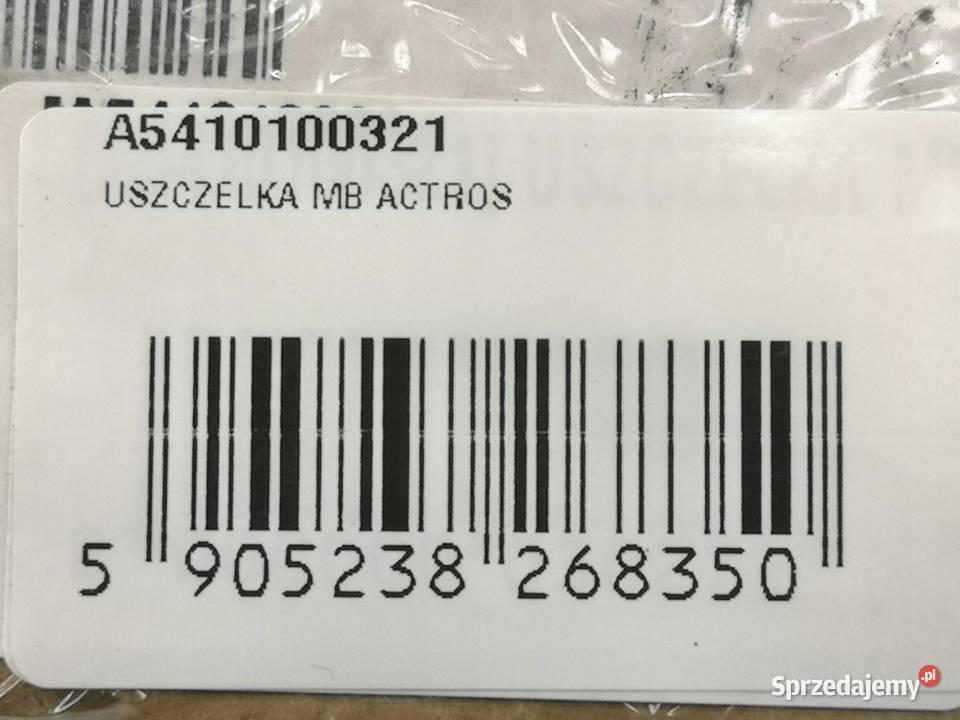 A5410100321
USZCZELKA MB ACTROS
5 905238 268350
Sprzedajemy.pl